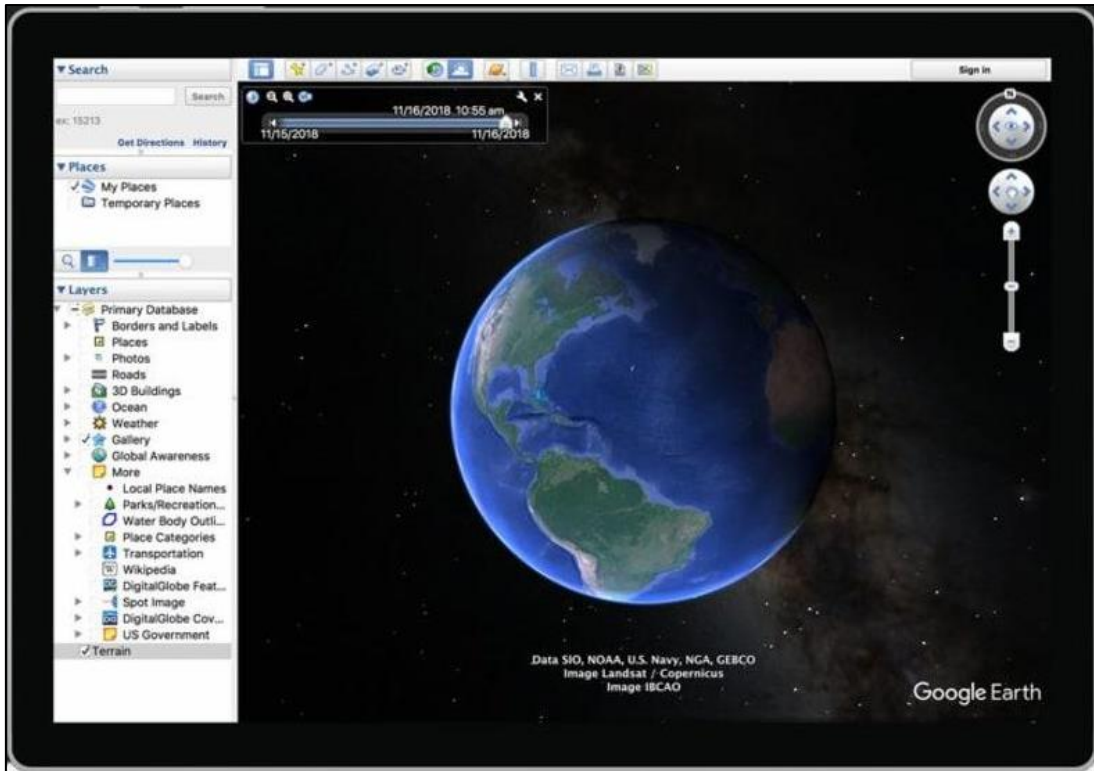 Search
Sign in
Search
ex: 15213
Get Directions History
11/16/2018 10:55 am
11/15/2018 11/16/2018
Places
My Places
Temporary Places
Layers
Primary Database
Borders and Labels
Places
Photos
Roads
3D Buildings
Ocean
Weather
Gallery
Global Awareness
More
Local Place Names
Parks/Recreation...
Water Body Outli...
Place Categories
Transportation
Wikipedia
DigitalGlobe Feat...
Spot Image
DigitalGlobe Cov...
US Government
Terrain
N
Data SIO, NOAA, U.S. Navy, NGA, GEBCO
Image Landsat / Copernicus
Image IBCAO
Google Earth